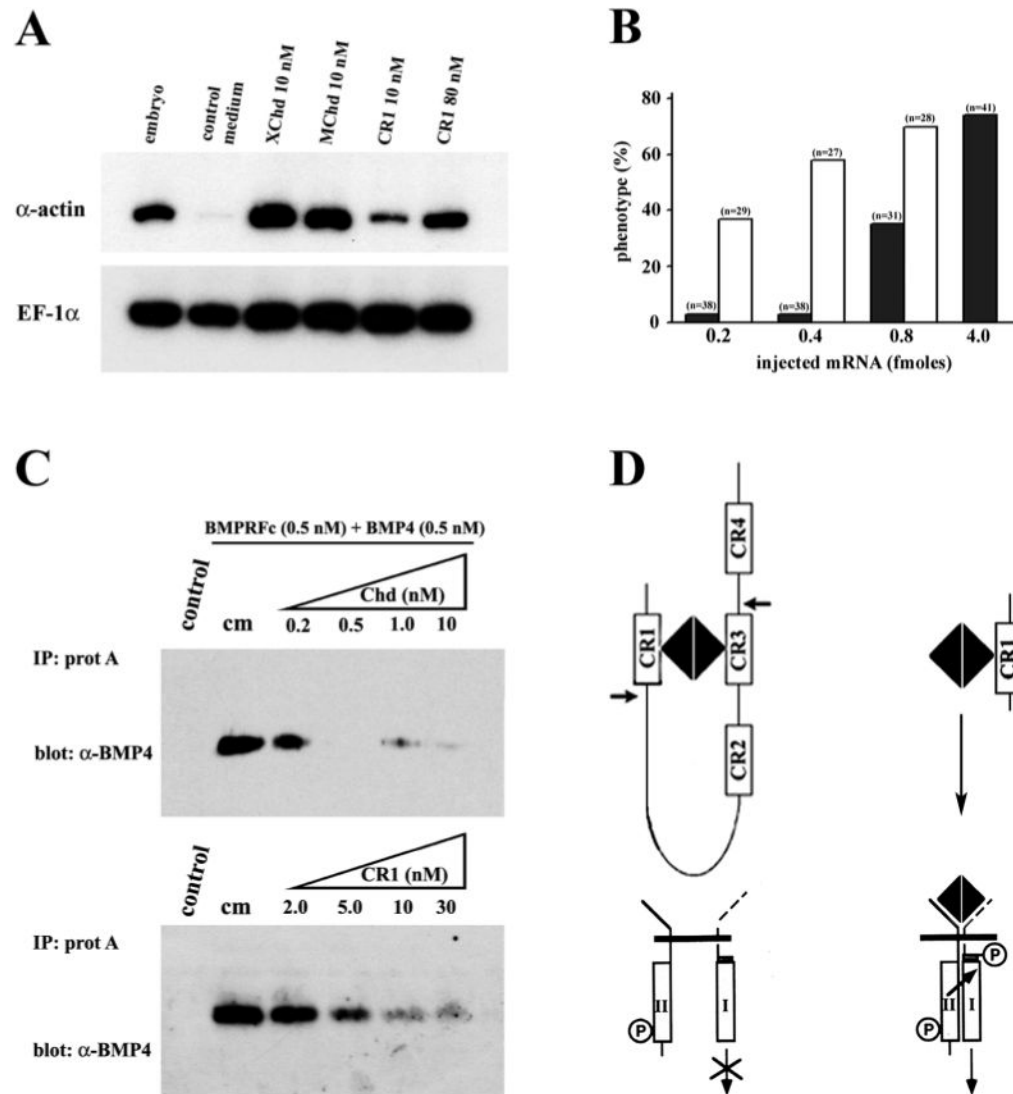 A
embryo
control
medium
XChd 10 nM
MChd 10 nM
CR1 10 nM
CR1 80 nM
α-actin
EF-1α
B
phenotype (%)
80
60
40
20
0
(n=38)
(n=29)
(n=38)
(n=27)
(n=31)
(n=28)
(n=41)
0.2 0.4 0.8 4.0
injected mRNA (fmoles)
C
BMPRFc (0.5 nM) + BMP4 (0.5 nM)
Chd (nM)
control cm 0.2 0.5 1.0 10
IP: prot A
blot: α-BMP4
CR1 (nM)
control cm 2.0 5.0 10 30
IP: prot A
blot: α-BMP4
D
CR4
CR1 CR3
CR2
II I
P
CR1
P
II I
P